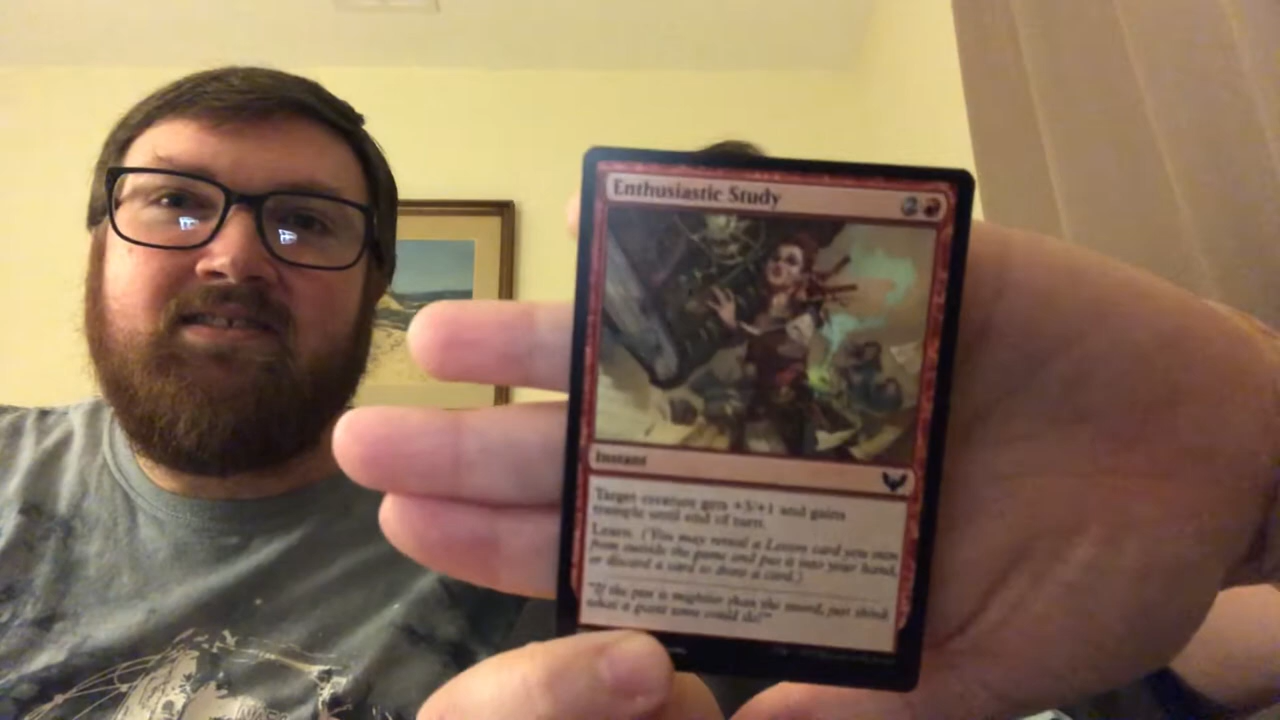 Enthusiastic Study
2
Instant
Target creature gets +3/+1 and gains
trample until end of turn.
Learn. (You may reveal a Lesson card you own
from outside the game and put it into your hand,
or discard a card to draw a card.)
"If the pen is mightier than the sword, just think
what a giant tome could do!"